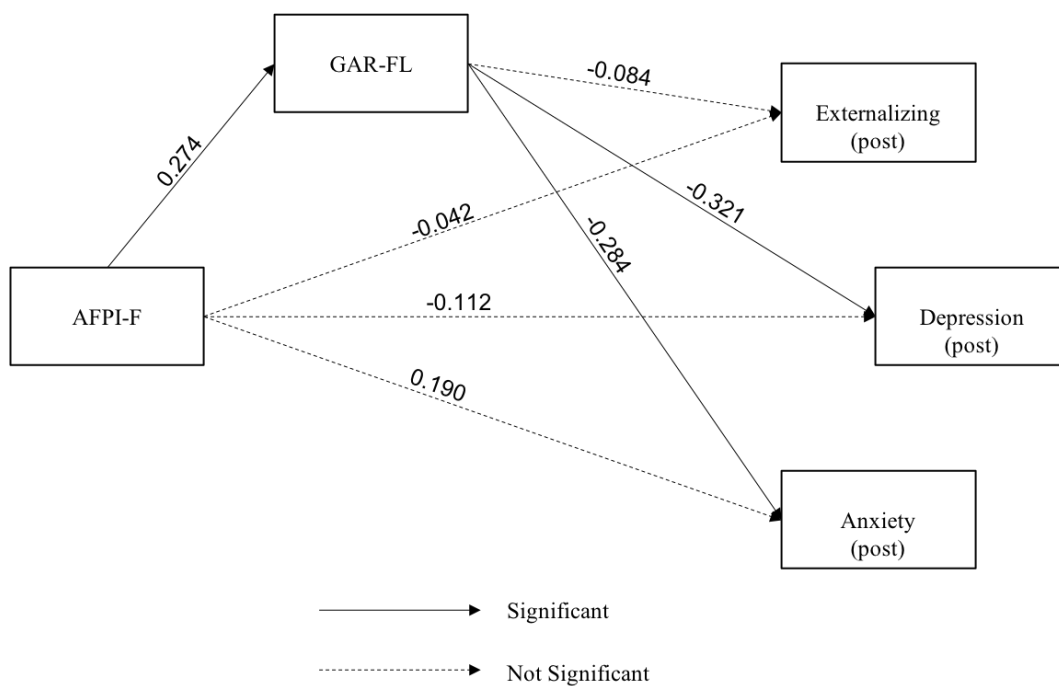 GAR-FL
-0.084
Externalizing
(post)
0.274
-0.042
-0.321
-0.284
AFPI-F
-0.112
Depression
(post)
0.190
Anxiety
(post)
Significant
Not Significant